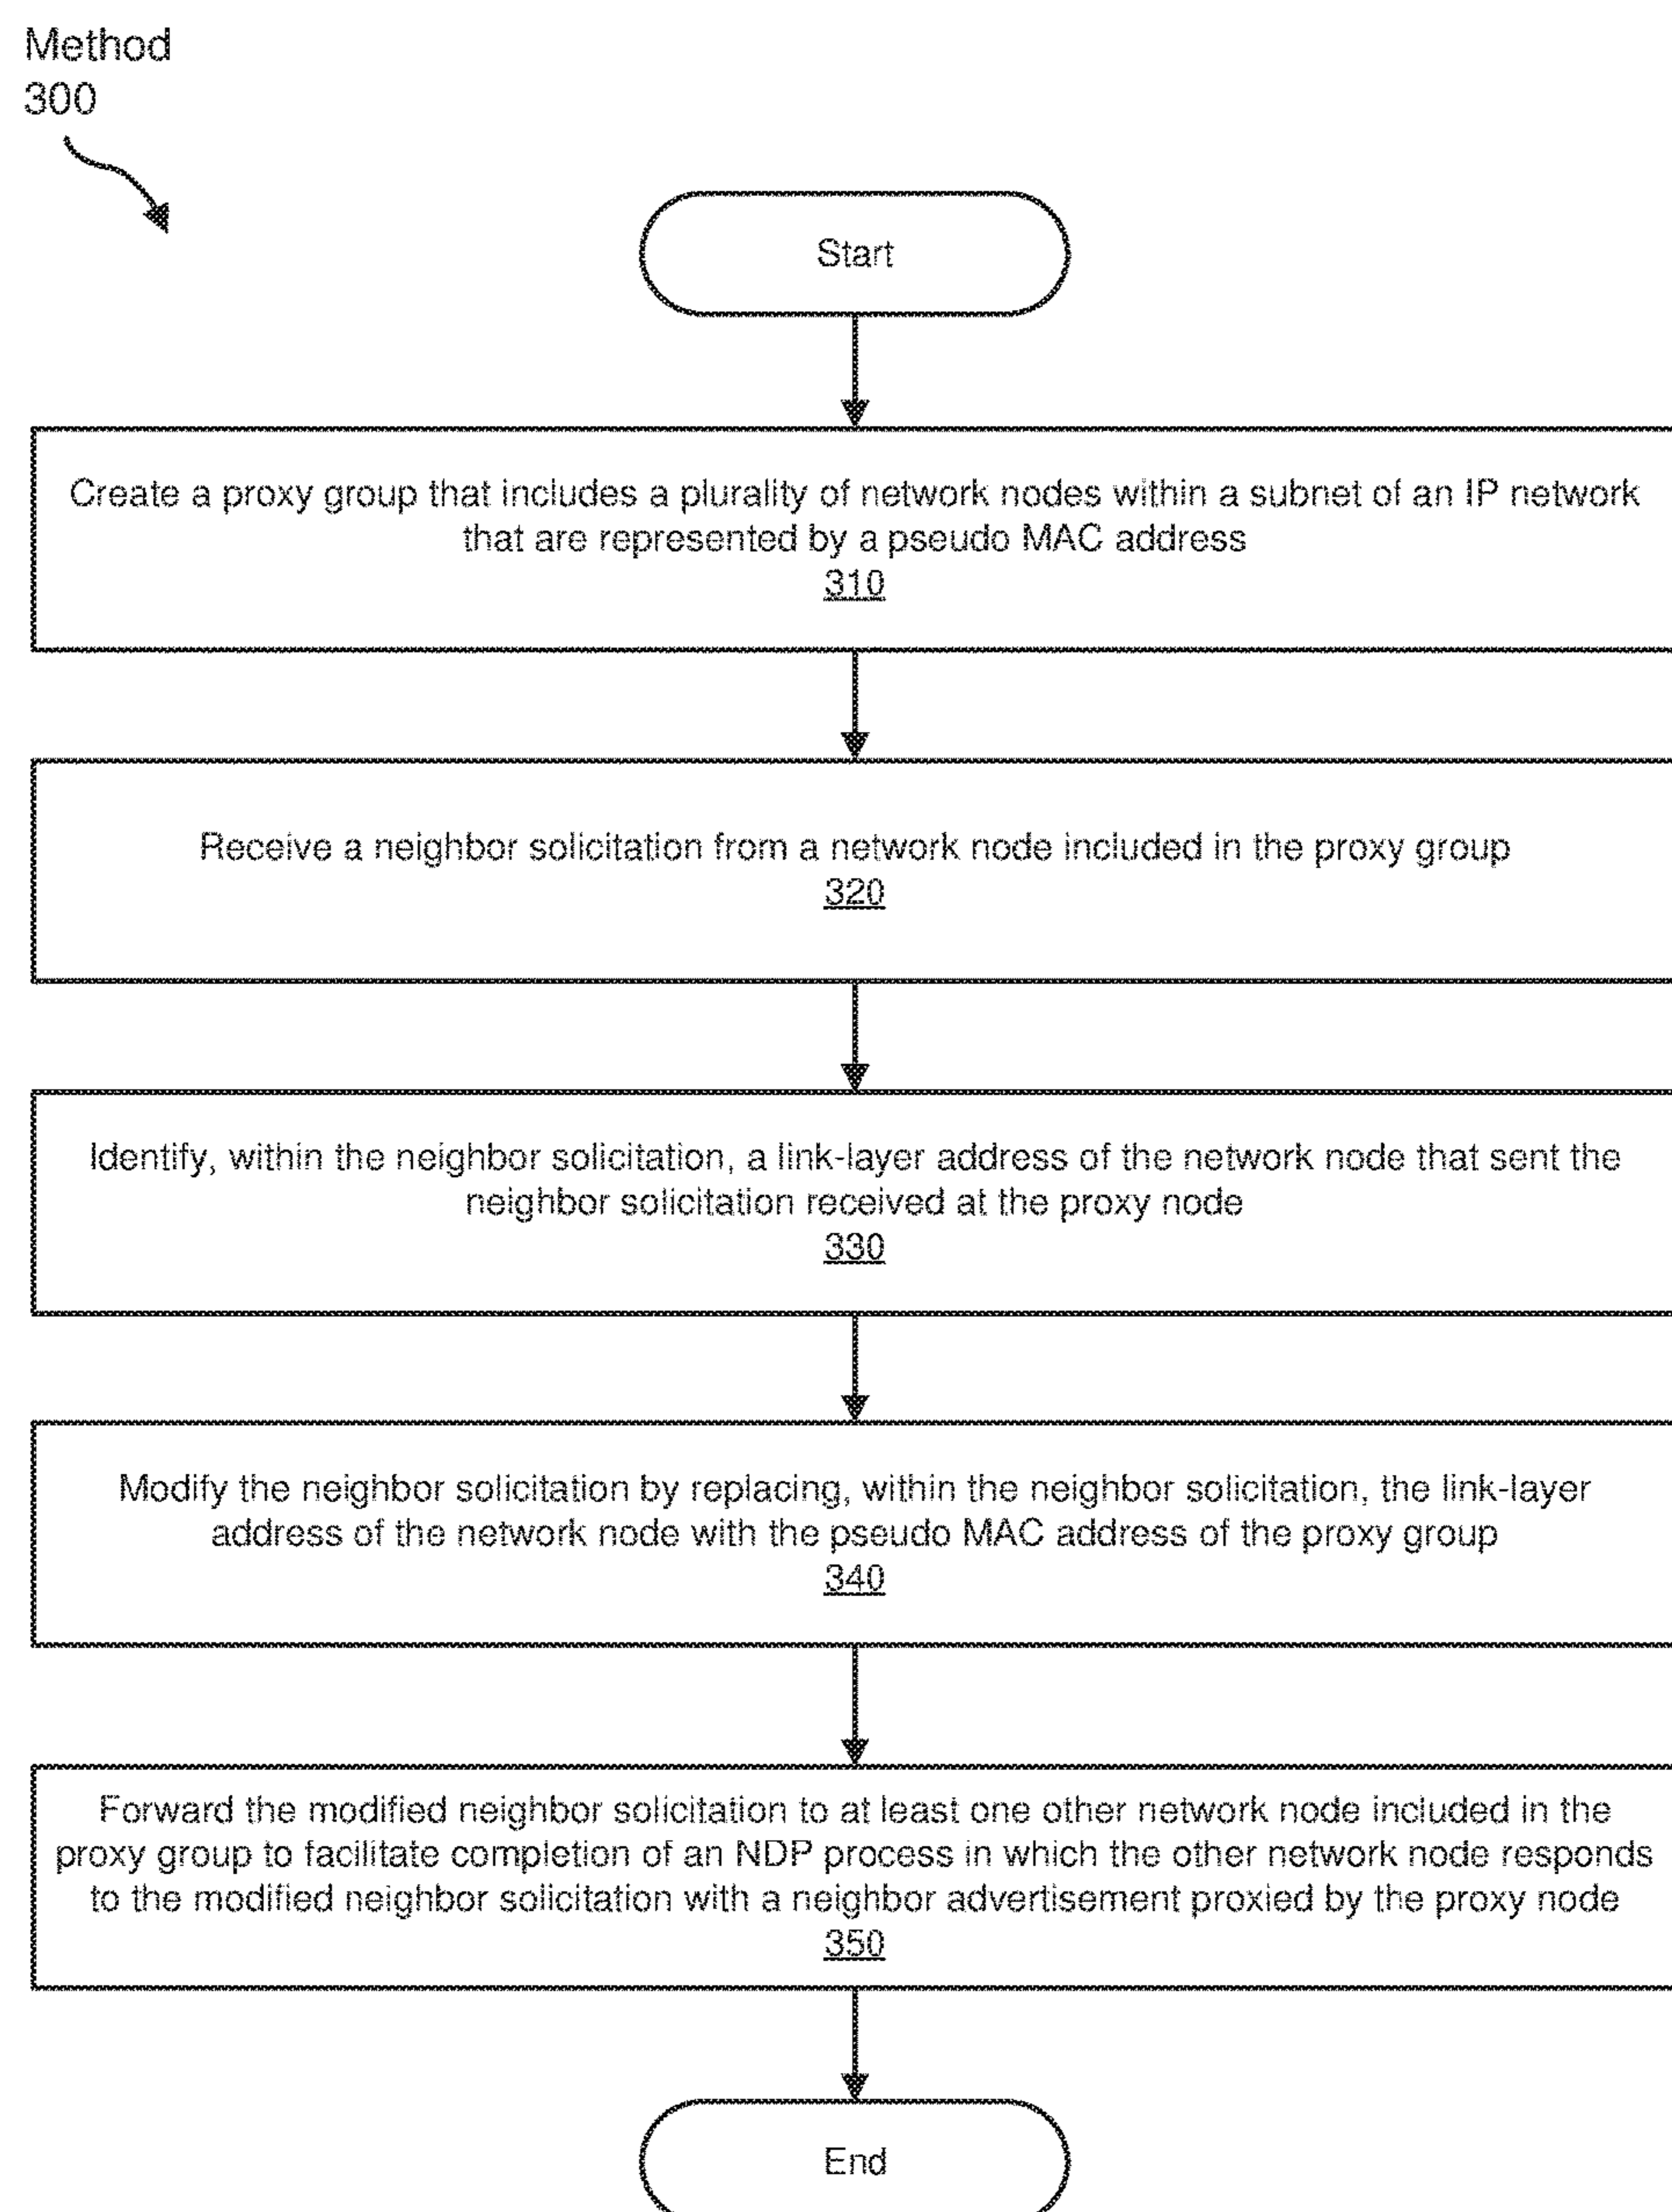 Method
300
Start
Create a proxy group that includes a plurality of network nodes within a subnet of an IP network
that are represented by a pseudo MAC address
310
Receive a neighbor solicitation from a network node included in the proxy group
320
Identify, within the neighbor solicitation, a link-layer address of the network node that sent the
neighbor solicitation received at the proxy node
330
Modify the neighbor solicitation by replacing, within the neighbor solicitation, the link-layer
address of the network node with the pseudo MAC address of the proxy group
340
Forward the modified neighbor solicitation to at least one other network node included in the
proxy group to facilitate completion of an NDP process in which the other network node responds
to the modified neighbor solicitation with a neighbor advertisement proxied by the proxy node
350
End